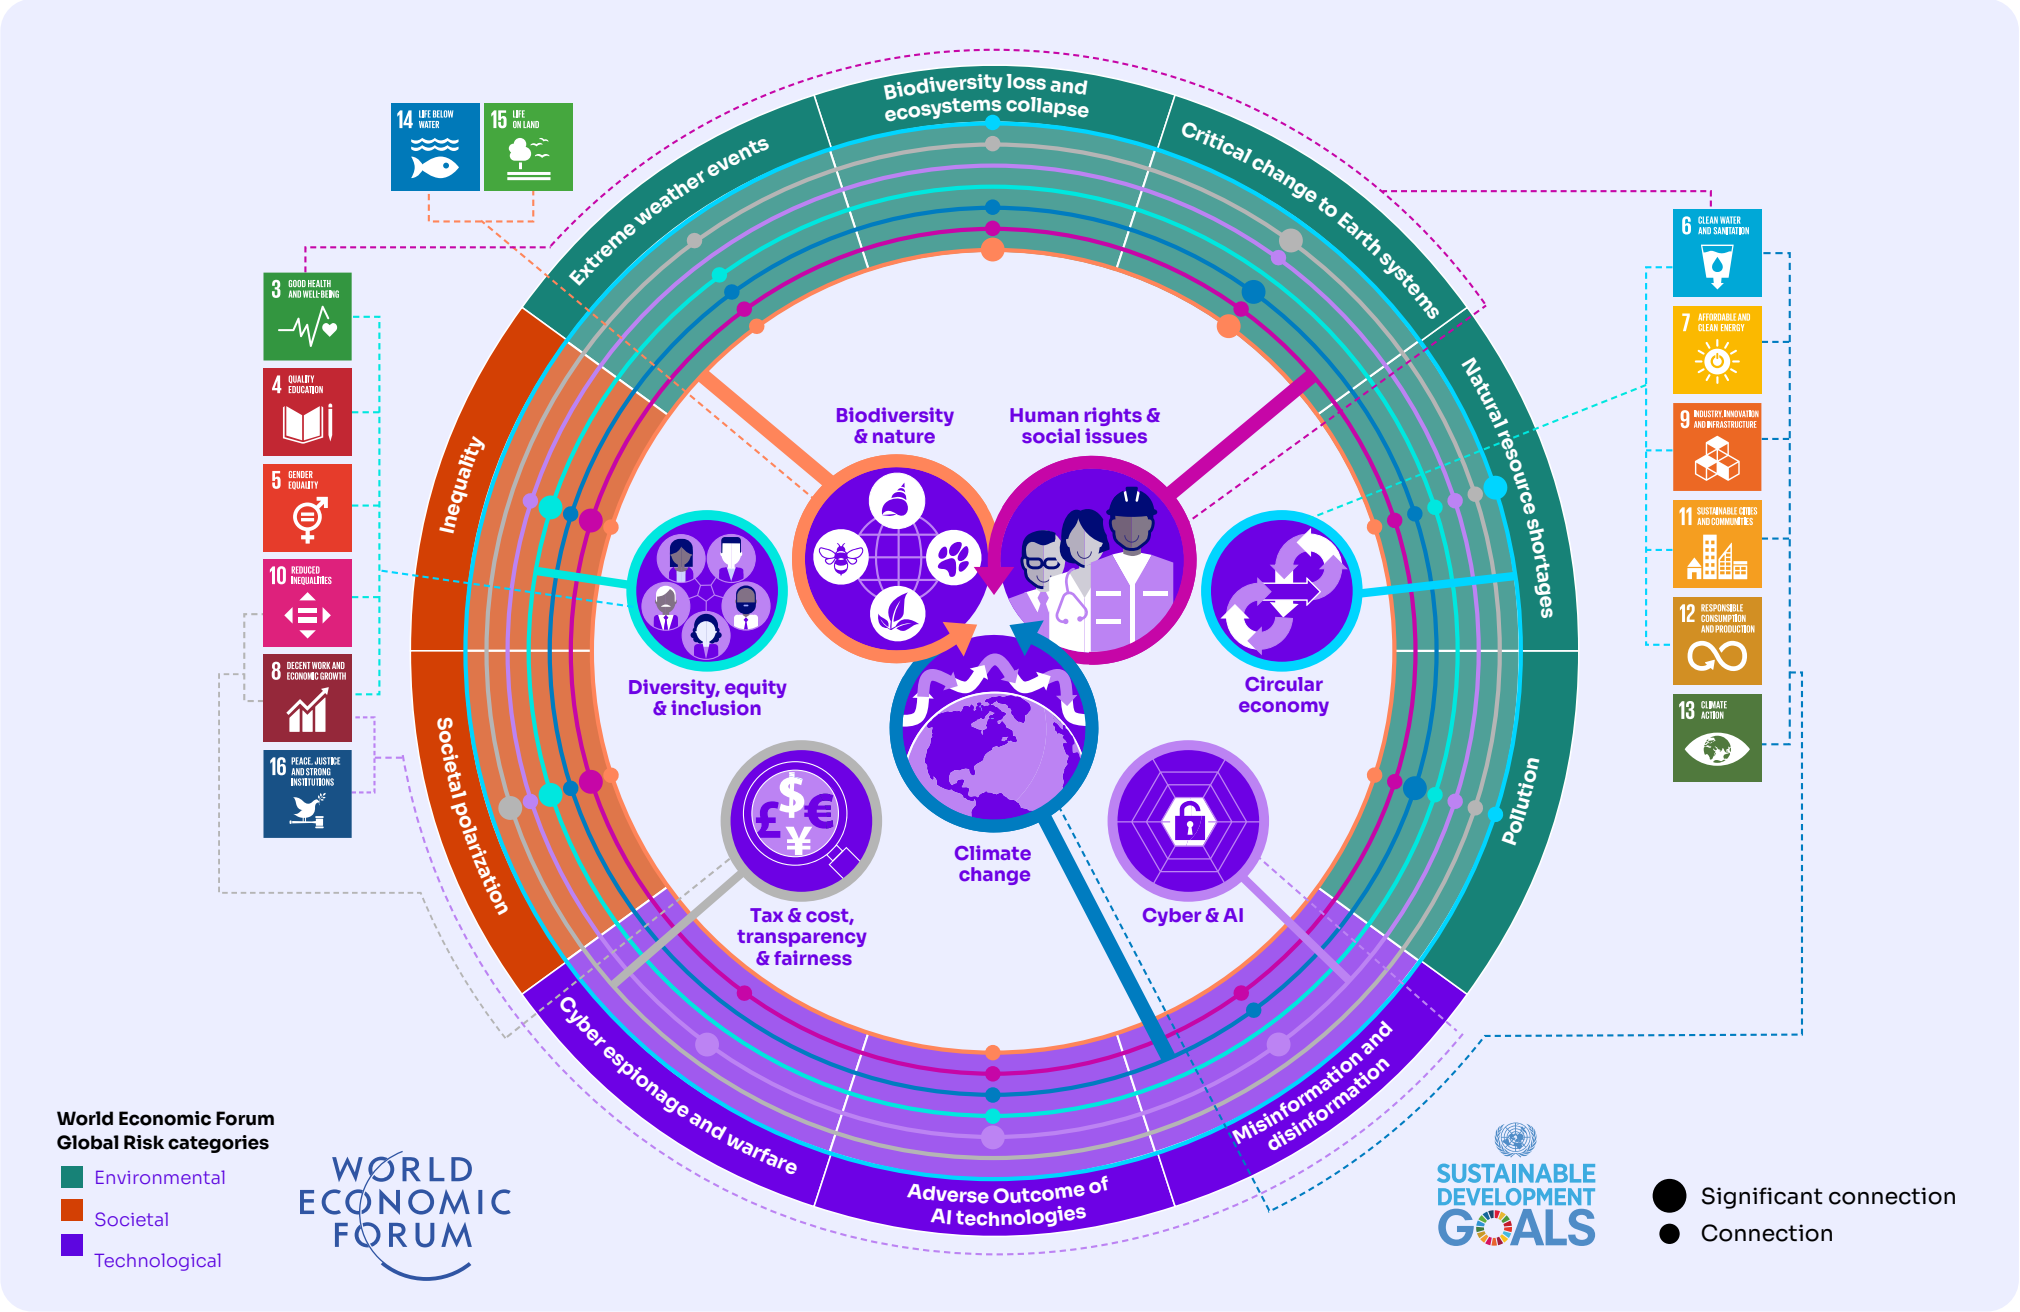 Biodiversity loss and
ecosystems collapse
Critical change to Earth systems
Natural resource shortages
Pollution
Misinformation and
disinformation
Adverse Outcome of
AI technologies
Cyber espionage and warfare
Societal polarization
Inequality
Extreme weather events
14 LIFE BELOW
WATER
15 LIFE
ON LAND
3 GOOD HEALTH
AND WELL-BEING
4 QUALITY
EDUCATION
5 GENDER
EQUALITY
10 REDUCED
INEQUALITIES
8 DECENT WORK AND
ECONOMIC GROWTH
16 PEACE, JUSTICE
AND STRONG
INSTITUTIONS
6 CLEAN WATER
AND SANITATION
7 AFFORDABLE AND
CLEAN ENERGY
9 INDUSTRY, INNOVATION
AND INFRASTRUCTURE
11 SUSTAINABLE CITIES
AND COMMUNITIES
12 RESPONSIBLE
CONSUMPTION
AND PRODUCTION
13 CLIMATE
ACTION
Biodiversity
& nature
Human rights &
social issues
Diversity, equity
& inclusion
Circular
economy
$
£ €
¥
Climate
change
Tax & cost,
transparency
& fairness
Cyber & AI
World Economic Forum
Global Risk categories
Environmental
Societal
Technological
WORLD
ECONOMIC
FORUM
SUSTAINABLE
DEVELOPMENT
GOALS
Significant connection
Connection